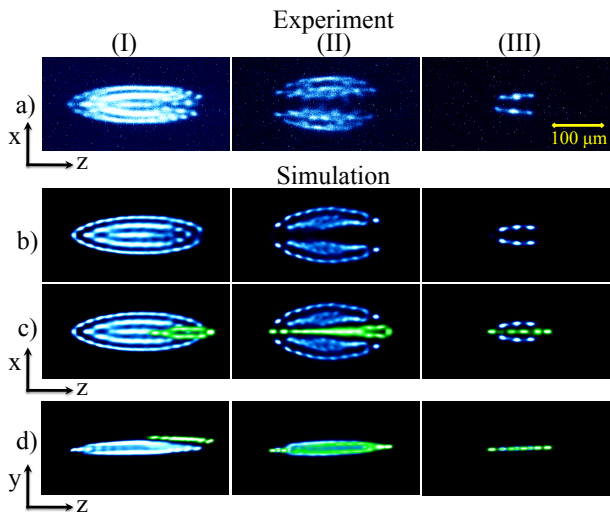 Experiment
(I) (II) (III)
a)
x
z
100 μm
Simulation
b)
c)
x
z
d)
y
z